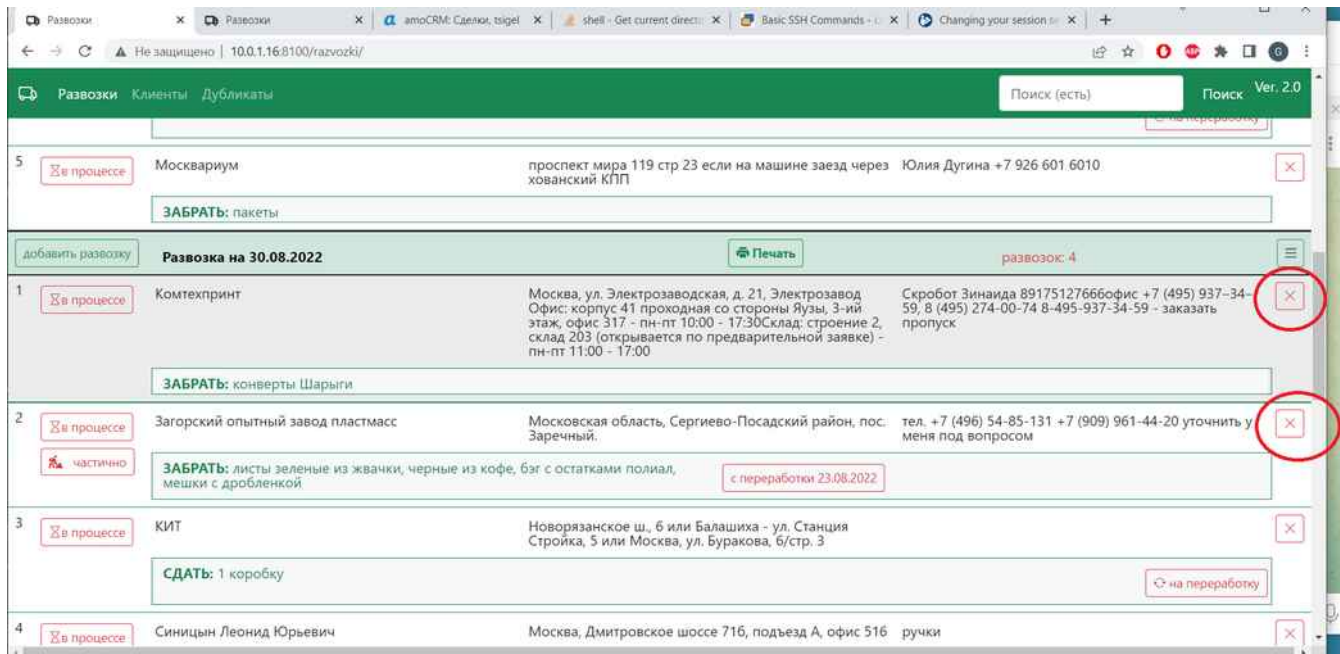 Развозки
Развозки
amoCRM: Сделки, tsigel
shell - Get current direct
Basic SSH Commands -
Changing your session
Не защищено | 10.0.1.16:8100/razvozki/
G
Развозки Клиенты Дубликаты Поиск (есть) Поиск Ver. 2.0
на переработку
5 в процессе Москвариум проспект мира 119 стр 23 если на машине заезд через Юлия Дугина +7 926 601 6010
хованский КПП
ЗАБРАТЬ: пакеты
добавить развозку Развозка на 30.08.2022 Печать развозок: 4
1 в процессе Комтехпринт Москва, ул. Электрозаводская, д. 21, Электрозавод Скробот Зинаида 89175127666офис +7 (495) 937-34-
Офис: корпус 41 проходная со стороны Яузы, 3-ий 59, 8 (495) 274-00-74 8-495-937-34-59 - заказать
этаж, офис 317 - пн-пт 10:00 - 17:30Склад: строение 2, пропуск
склад 203 (открывается по предварительной заявке) -
пн-пт 11:00 - 17:00
ЗАБРАТЬ: конверты Шарыги
2 в процессе Загорский опытный завод пластмасс Московская область, Сергиево-Посадский район, пос. тел. +7 (496) 54-85-131 +7 (909) 961-44-20 уточнить у
Заречный. меня под вопросом
частично
ЗАБРАТЬ: листы зеленые из жвачки, черные из кофе, бэг с остатками полиал,
мешки с дробленкой с переработки 23.08.2022
3 в процессе КИТ Новорязанское ш., 6 или Балашиха - ул. Станция
Стройка, 5 или Москва, ул. Буракова, 6/стр. 3
СДАТЬ: 1 коробку
на переработку
4 в процессе Синицын Леонид Юрьевич Москва, Дмитровское шоссе 71б, подъезд А, офис 516 ручки